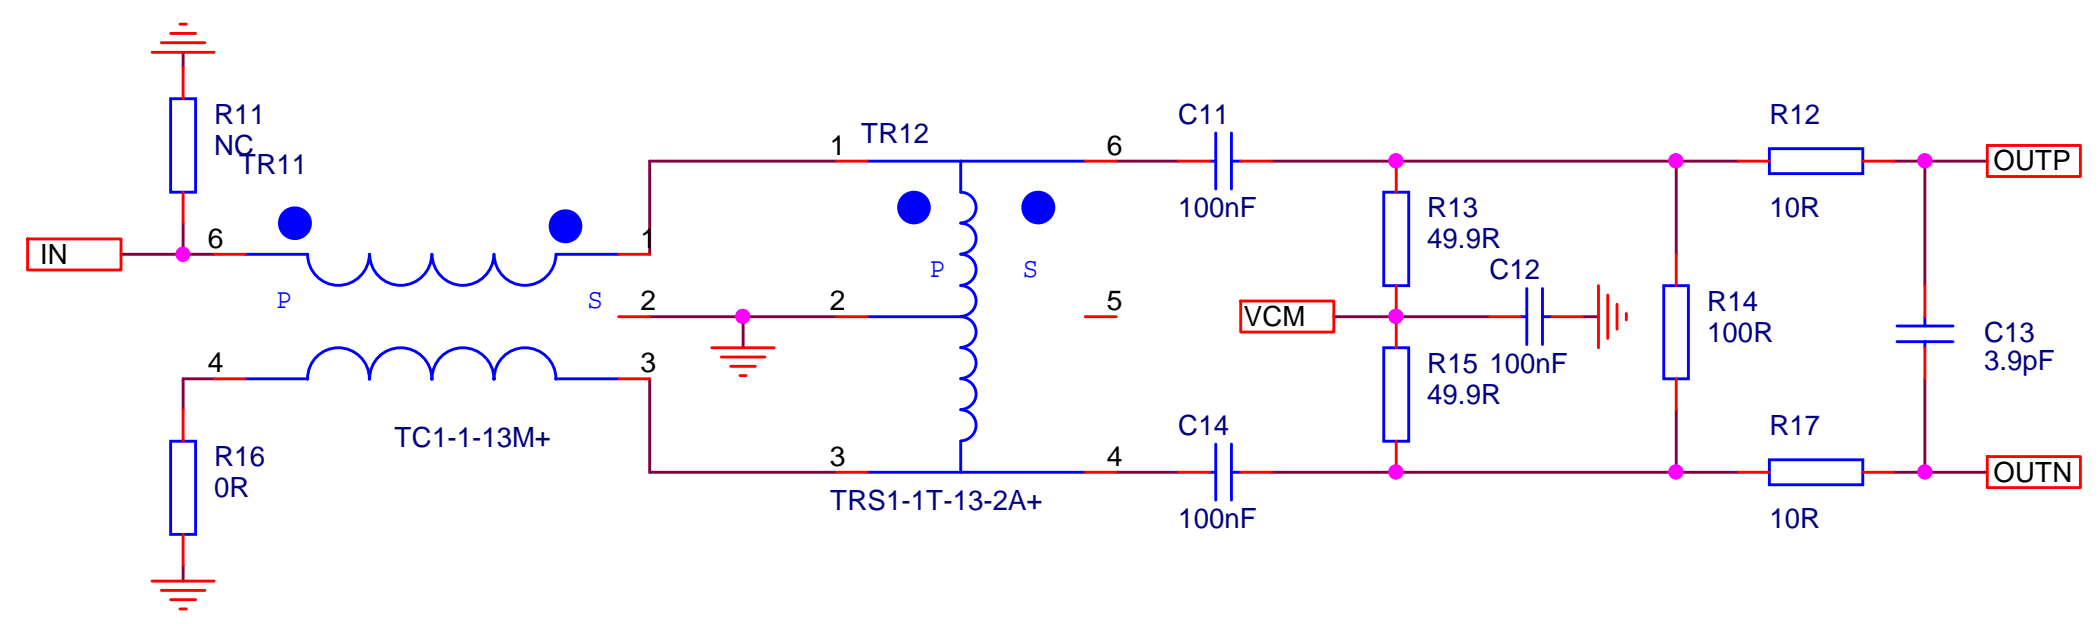 R11
NC
TR11
IN
6
P
S
1
2
4
3
TC1-1-13M+
R16
0R
1
TR12
6
P
S
2
5
3
4
TRS1-1T-13-2A+
C11
100nF
R13
49.9R
VCM
C12
100nF
R15
49.9R
C14
100nF
R14
100R
R12
10R
OUTP
C13
3.9pF
R17
10R
OUTN